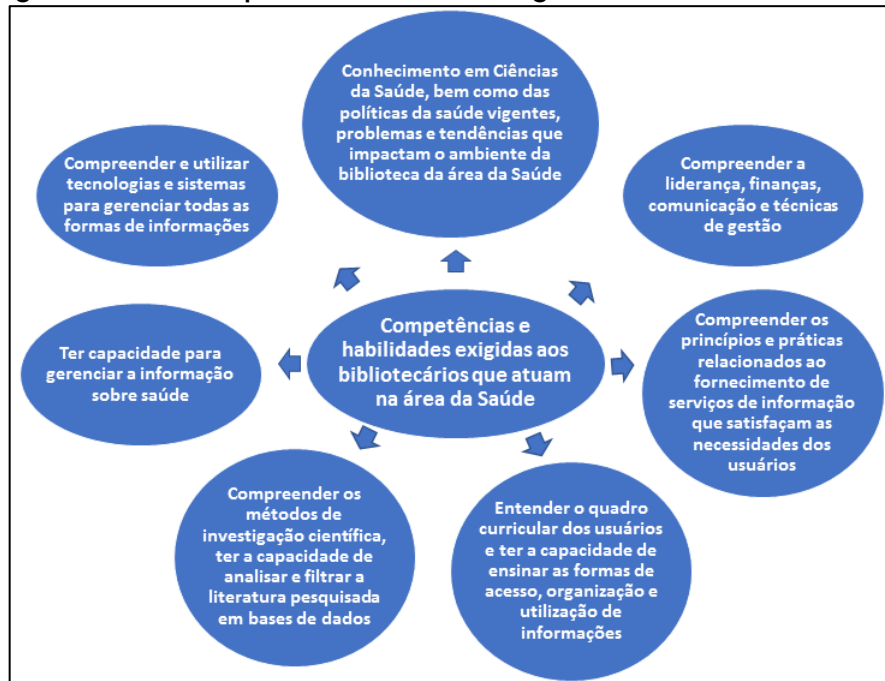 Conhecimento em Ciências
da Saúde, bem como das
políticas da saúde vigentes,
problemas e tendências que
impactam o ambiente da
biblioteca da área da Saúde
Compreender e utilizar
tecnologias e sistemas
para gerenciar todas as
formas de informações
Compreender a
liderança, finanças,
comunicação e técnicas
de gestão
Competências e
habilidades exigidas aos
bibliotecários que atuam
na área da Saúde
Ter capacidade para
gerenciar a informação
sobre saúde
Compreender os
princípios e práticas
relacionados ao
fornecimento de
serviços de informação
que satisfaçam as
necessidades dos
usuários
Compreender os
métodos de
investigação científica,
ter a capacidade de
analisar e filtrar a
literatura pesquisada
em bases de dados
Entender o quadro
curricular dos usuários
e ter a capacidade de
ensinar as formas de
acesso, organização e
utilização de
informações